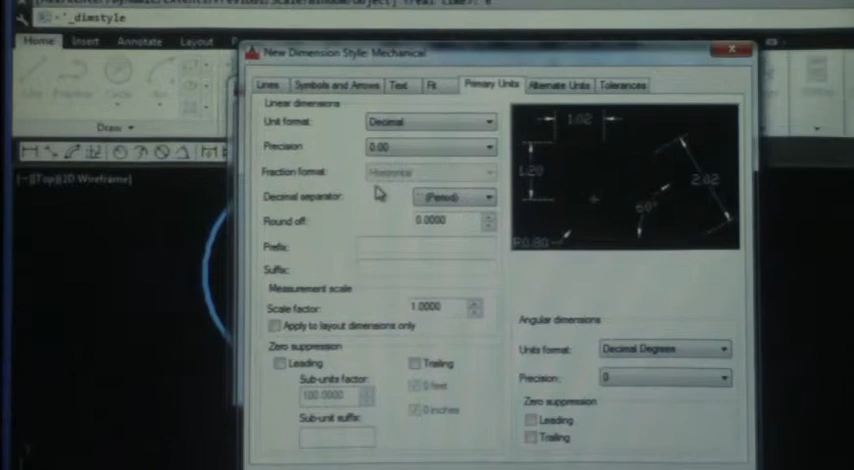 '_dimstyle
Home Insert Annotate Layout
Draw
[-][Top][2D Wireframe]
New Dimension Style: Mechanical
Lines Symbols and Arrows Text Fit Primary Units Alternate Units Tolerances
Linear dimensions
Unit format: Decimal
Precision 0.00
Fraction format: Horizontal
Decimal separator: '.' (Period)
Round off: 0.0000
Prefix:
Suffix:
Measurement scale
Scale factor: 1.0000
Apply to layout dimensions only
Zero suppression
Leading Trailing
Sub-units factor: 0 feet
100.0000
0 inches
Sub-unit suffix:
1.02
1.20
2.02
60°
R0.80
Angular dimensions
Units format: Decimal Degrees
Precision: 0
Zero suppression
Leading
Trailing